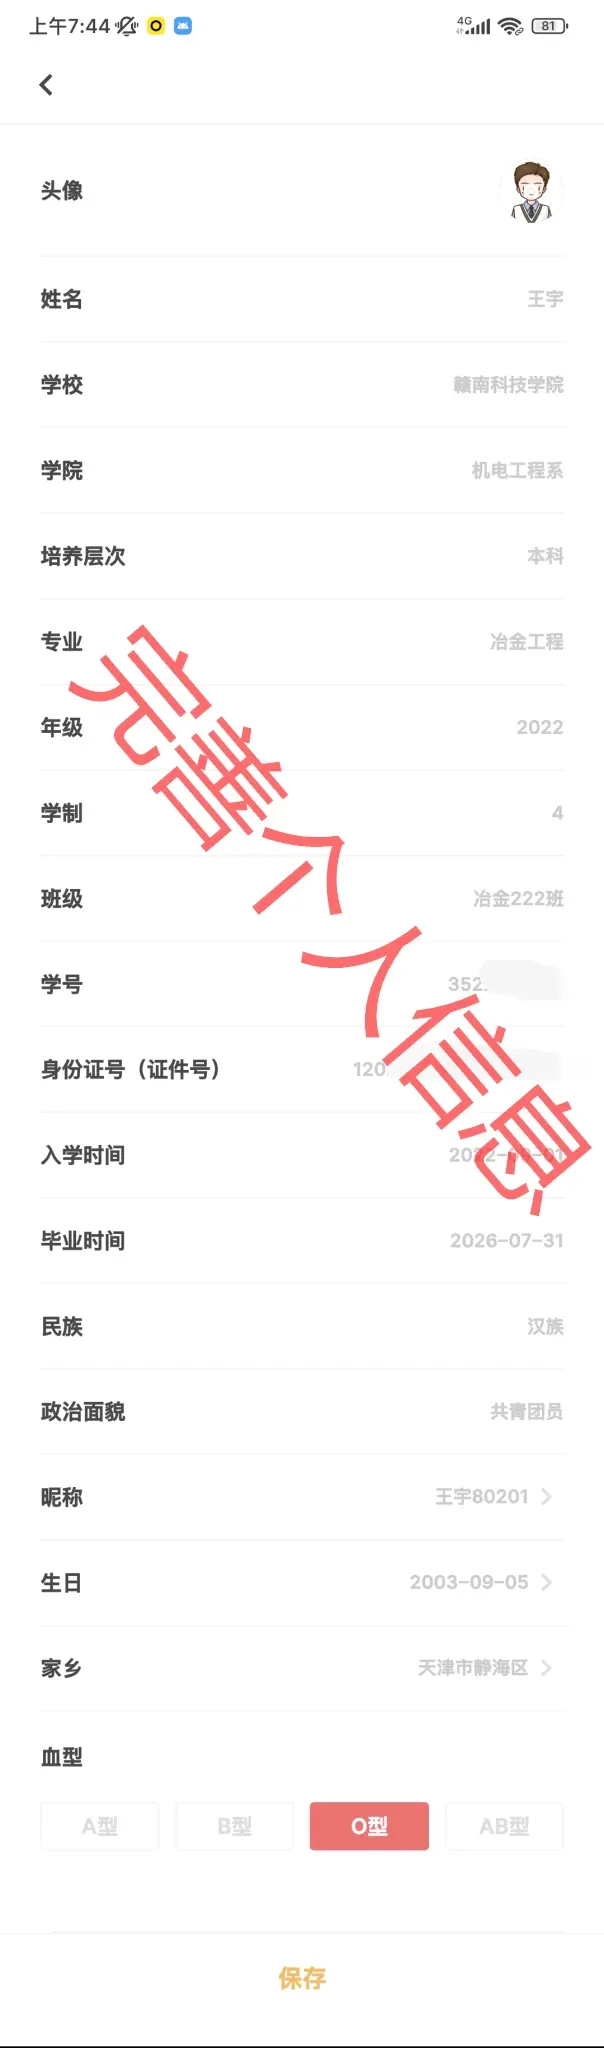 上午7:44
4G
81
头像
姓名 王宇
学校 赣南科技学院
学院 机电工程系
培养层次 本科
专业 冶金工程
年级 2022
学制 4
班级 冶金222班
学号 352
身份证号（证件号） 120
入学时间 2022-09-01
毕业时间 2026-07-31
民族 汉族
政治面貌 共青团员
昵称 王宇80201
生日 2003-09-05
家乡 天津市静海区
血型
A型 B型 O型 AB型
保存
完善个人信息